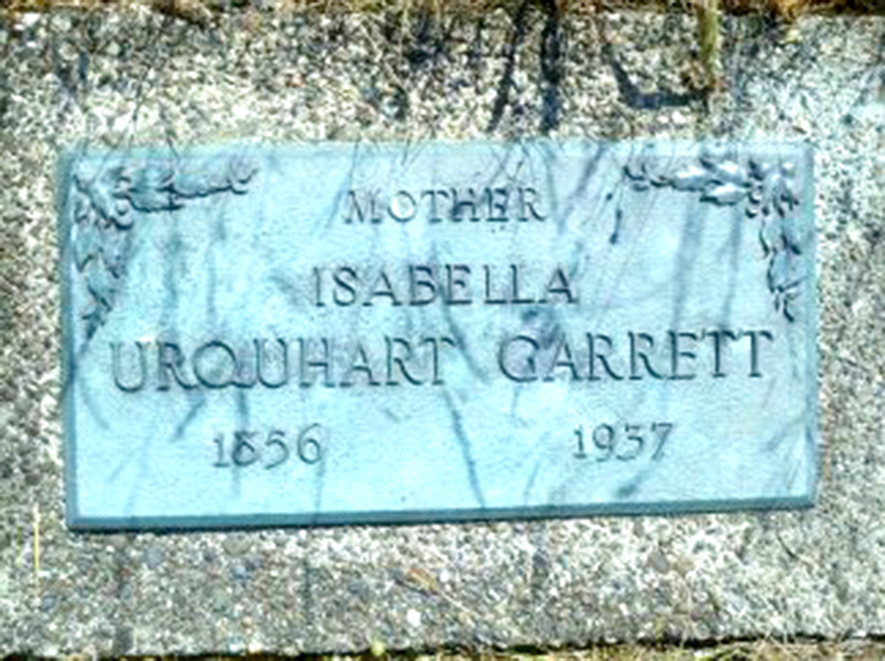 MOTHER
ISABELLA
URQUHART GARRETT
1856 1937